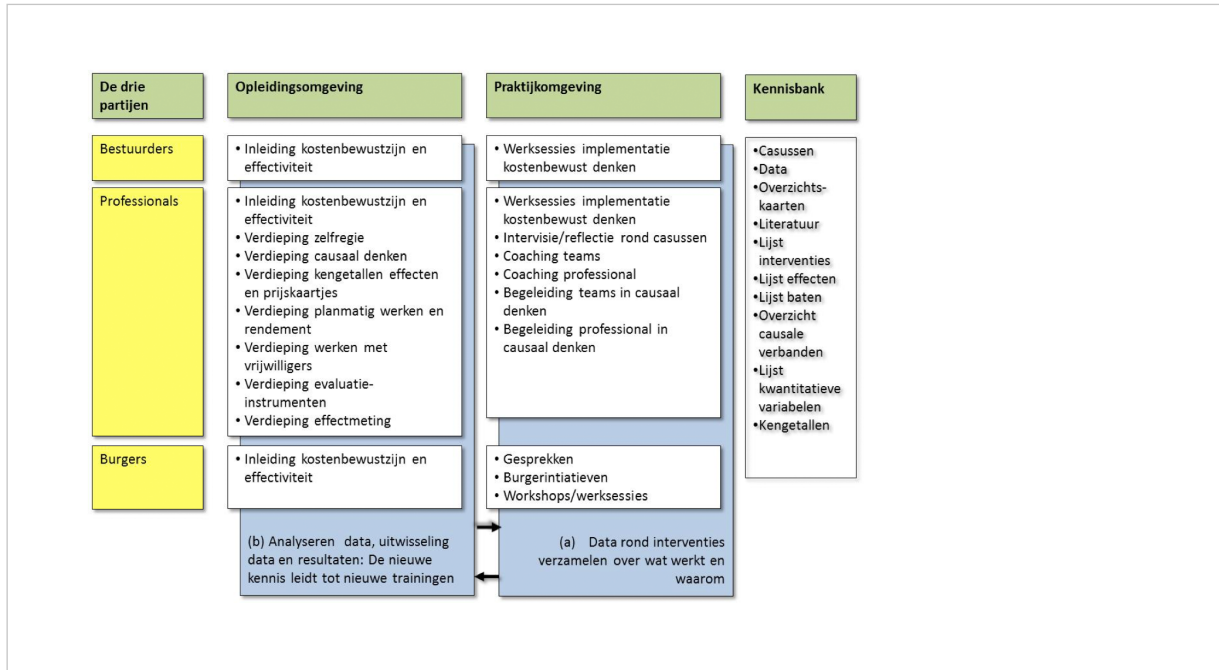 De drie
partijen
Opleidingsomgeving
Praktijkomgeving
Kennisbank
Bestuurders
• Inleiding kostenbewustzijn en
effectiviteit
• Werksessies implementatie
kostenbewust denken
Professionals
• Inleiding kostenbewustzijn en
effectiviteit
• Verdieping zelfregie
• Verdieping causaal denken
• Verdieping kengetallen effecten
en prijskaartjes
• Verdieping planmatig werken en
rendement
• Verdieping werken met
vrijwilligers
• Verdieping evaluatie-
instrumenten
• Verdieping effectmeting
• Werksessies implementatie
kostenbewust denken
• Intervisie/reflectie rond casussen
• Coaching teams
• Coaching professional
• Begeleiding teams in causaal
denken
• Begeleiding professional in
causaal denken
Burgers
• Inleiding kostenbewustzijn en
effectiviteit
• Gesprekken
• Burgerintiatieven
• Workshops/werksessies
•Casussen
•Data
•Overzichts-
kaarten
•Literatuur
•Lijst
interventies
•Lijst effecten
•Lijst baten
•Overzicht
causale
verbanden
•Lijst
kwantitatieve
variabelen
•Kengetallen
(b) Analyseren data, uitwisseling
data en resultaten: De nieuwe
kennis leidt tot nieuwe trainingen
(a) Data rond interventies
verzamelen over wat werkt en
waarom